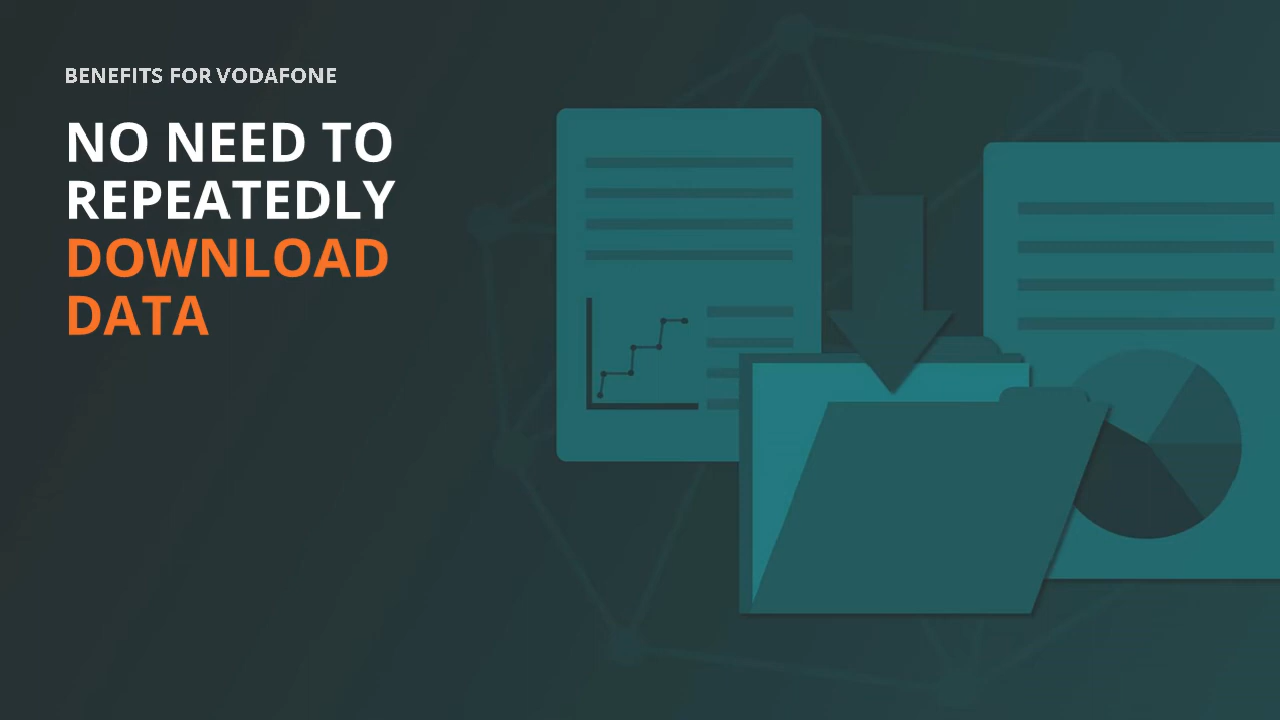 BENEFITS FOR VODAFONE
NO NEED TO
REPEATEDLY
DOWNLOAD
DATA